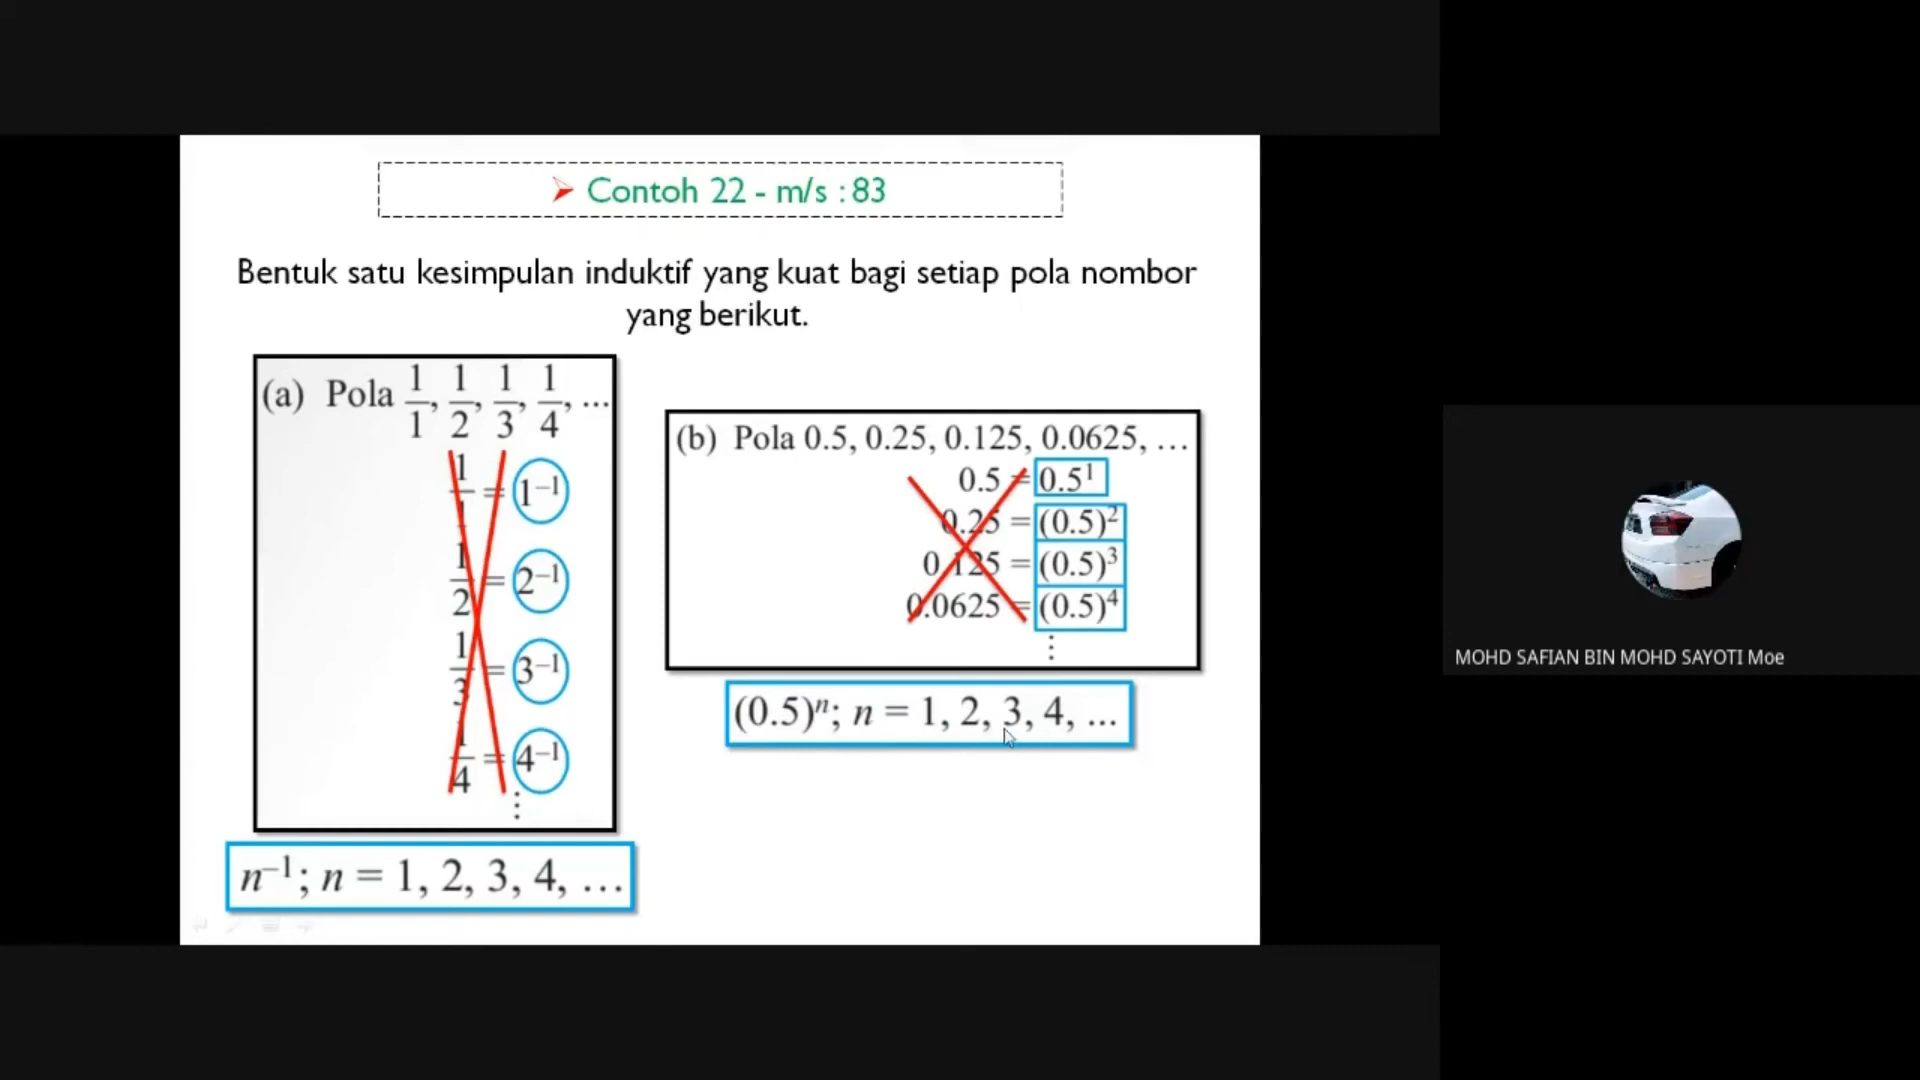 ➢ Contoh 22 - m/s : 83
Bentuk satu kesimpulan induktif yang kuat bagi setiap pola nombor
yang berikut.
(a) Pola 1/1, 1/2, 1/3, 1/4, ...
1/1 = 1⁻¹
1/2 = 2⁻¹
1/3 = 3⁻¹
1/4 = 4⁻¹
⋮
n⁻¹; n = 1, 2, 3, 4, ...
(b) Pola 0.5, 0.25, 0.125, 0.0625, ...
0.5 = 0.5¹
0.25 = (0.5)²
0.125 = (0.5)³
0.0625 = (0.5)⁴
⋮
(0.5)ⁿ; n = 1, 2, 3, 4, ...
MOHD SAFIAN BIN MOHD SAYOTI Moe